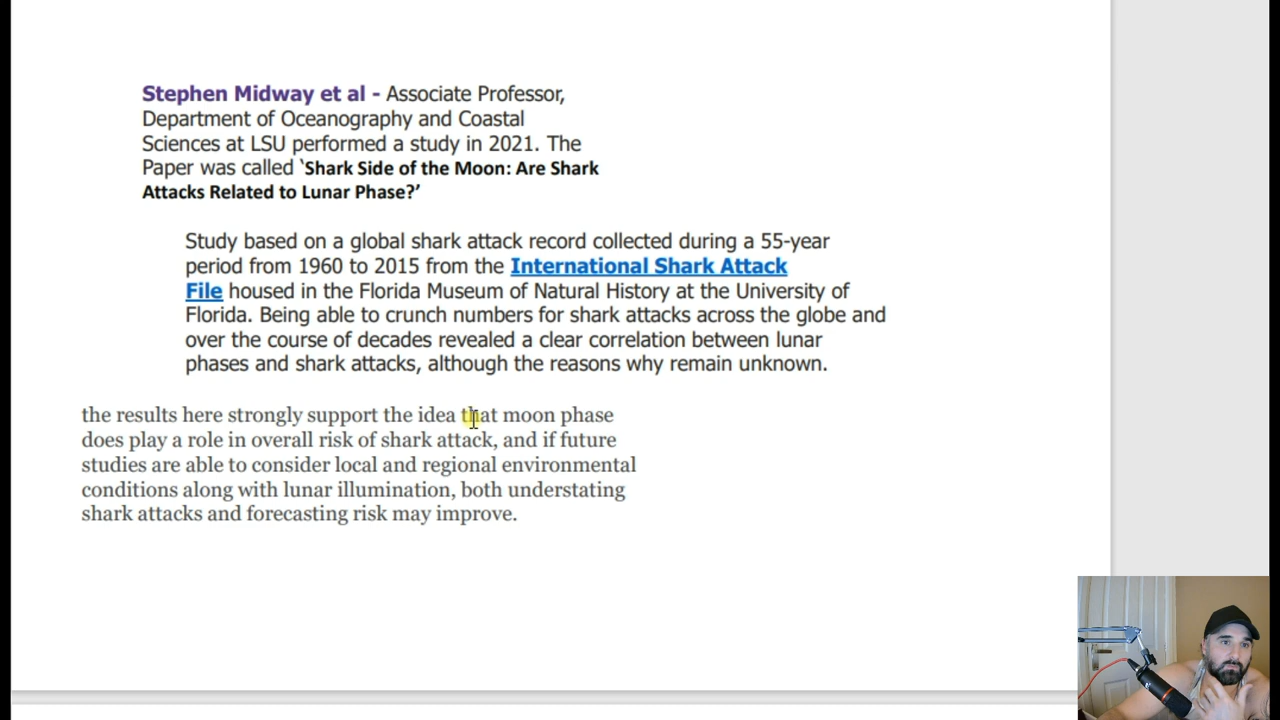 Stephen Midway et al - Associate Professor,
Department of Oceanography and Coastal
Sciences at LSU performed a study in 2021. The
Paper was called ‘Shark Side of the Moon: Are Shark
Attacks Related to Lunar Phase?’
Study based on a global shark attack record collected during a 55-year
period from 1960 to 2015 from the International Shark Attack
File housed in the Florida Museum of Natural History at the University of
Florida. Being able to crunch numbers for shark attacks across the globe and
over the course of decades revealed a clear correlation between lunar
phases and shark attacks, although the reasons why remain unknown.
the results here strongly support the idea that moon phase
does play a role in overall risk of shark attack, and if future
studies are able to consider local and regional environmental
conditions along with lunar illumination, both understating
shark attacks and forecasting risk may improve.